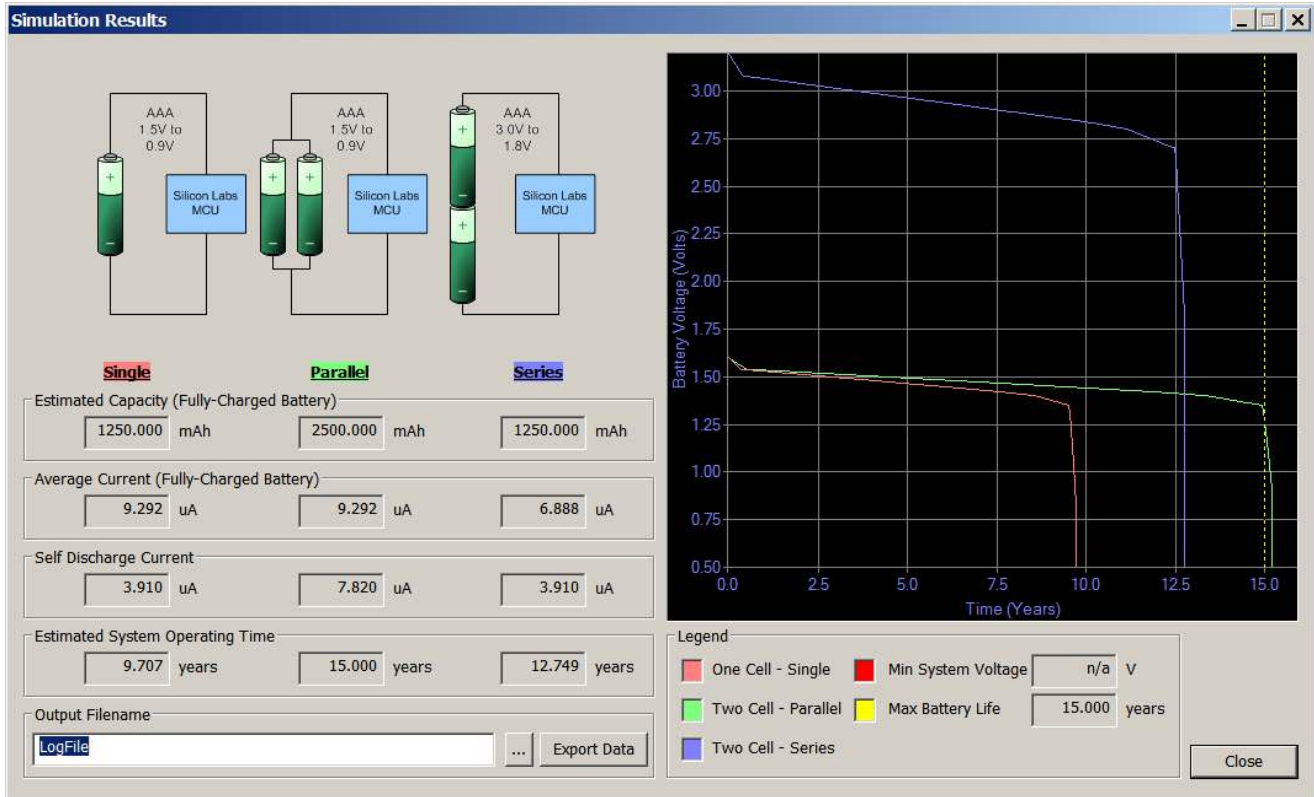 Simulation Results
AAA
1.5V to
0.9V
+
Silicon Labs
MCU
–
AAA
1.5V to
0.9V
+ +
Silicon Labs
MCU
– –
AAA
3.0V to
1.8V
+
–
+
–
Silicon Labs
MCU
Single Parallel Series
Estimated Capacity (Fully-Charged Battery)
1250.000 mAh 2500.000 mAh 1250.000 mAh
Average Current (Fully-Charged Battery)
9.292 uA 9.292 uA 6.888 uA
Self Discharge Current
3.910 uA 7.820 uA 3.910 uA
Estimated System Operating Time
9.707 years 15.000 years 12.749 years
Output Filename
LogFile ... Export Data
Battery Voltage (Volts)
3.00
2.75
2.50
2.25
2.00
1.75
1.50
1.25
1.00
0.75
0.50
0.0 2.5 5.0 7.5 10.0 12.5 15.0
Time (Years)
Legend
One Cell - Single Min System Voltage n/a V
Two Cell - Parallel Max Battery Life 15.000 years
Two Cell - Series
Close